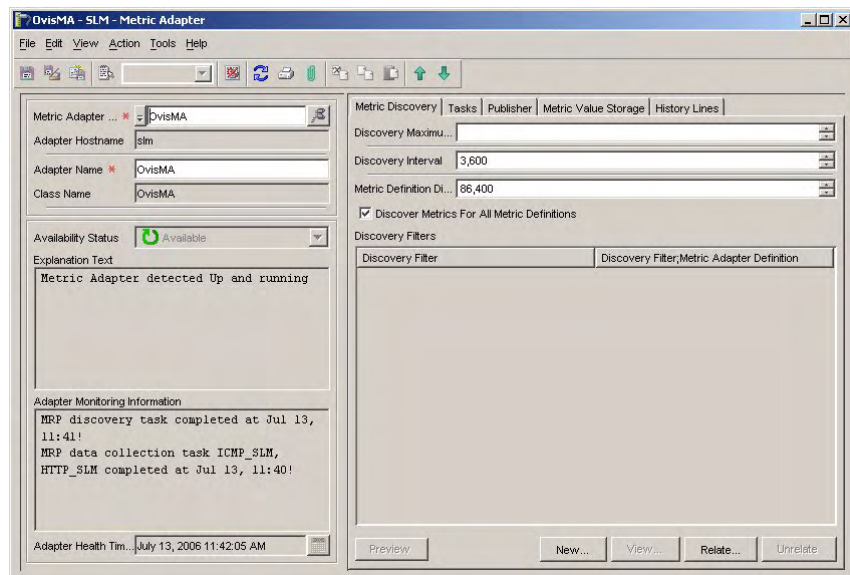 OvisMA - SLM - Metric Adapter
File Edit View Action Tools Help
Metric Adapter ... * OvisMA
Adapter Hostname slm
Adapter Name * OvisMA
Class Name OvisMA
Availability Status Available
Explanation Text
Metric Adapter detected Up and running
Adapter Monitoring Information
MRP discovery task completed at Jul 13,
11:41!
MRP data collection task ICMP_SLM,
HTTP_SLM completed at Jul 13, 11:40!
Adapter Health Tim... July 13, 2006 11:42:05 AM
Metric Discovery Tasks Publisher Metric Value Storage History Lines
Discovery Maximu...
Discovery Interval 3,600
Metric Definition Di... 86,400
Discover Metrics For All Metric Definitions
Discovery Filters
Discovery Filter Discovery Filter;Metric Adapter Definition
Preview New... View... Relate... Unrelate